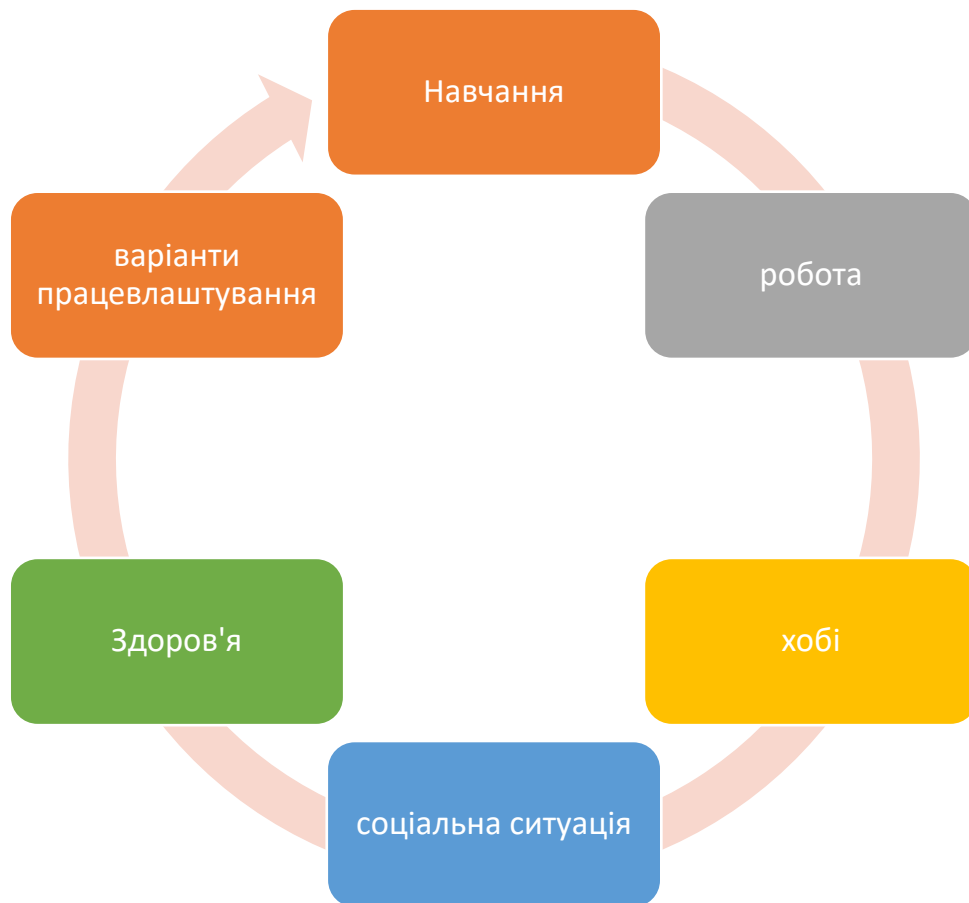 Навчання
робота
хобі
соціальна ситуація
Здоров'я
варіанти
працевлаштування